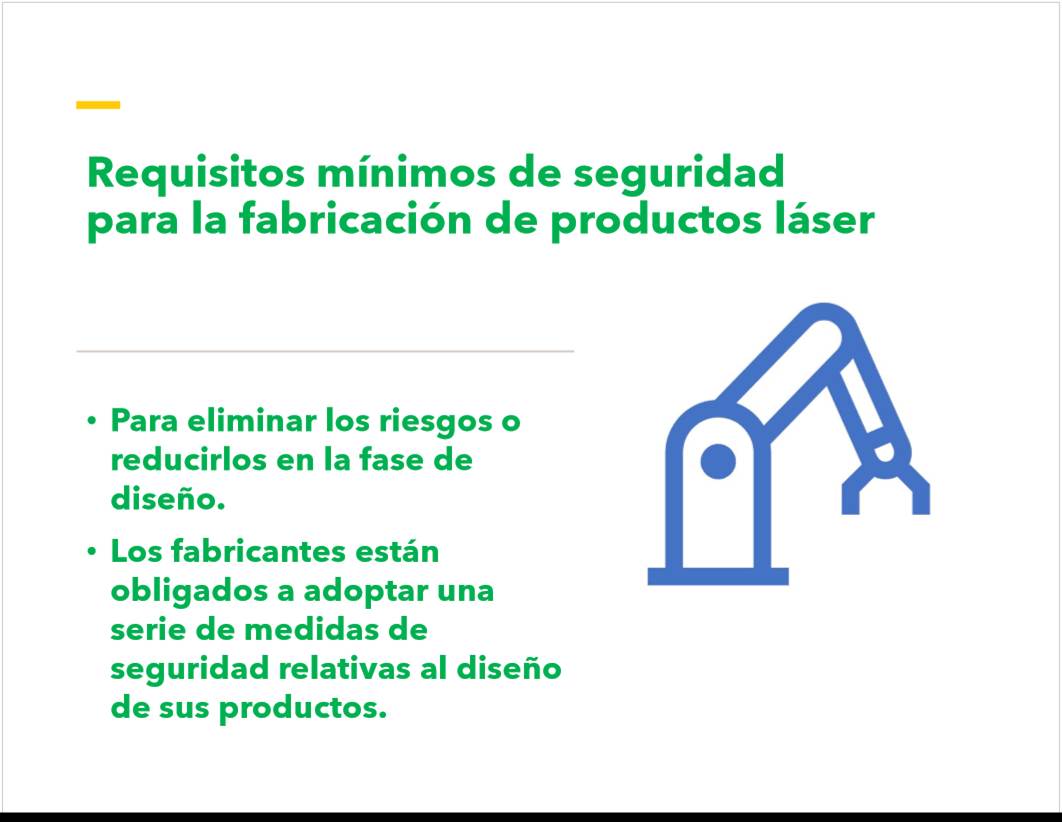 Requisitos mínimos de seguridad
para la fabricación de productos láser
• Para eliminar los riesgos o
reducirlos en la fase de
diseño.
• Los fabricantes están
obligados a adoptar una
serie de medidas de
seguridad relativas al diseño
de sus productos.